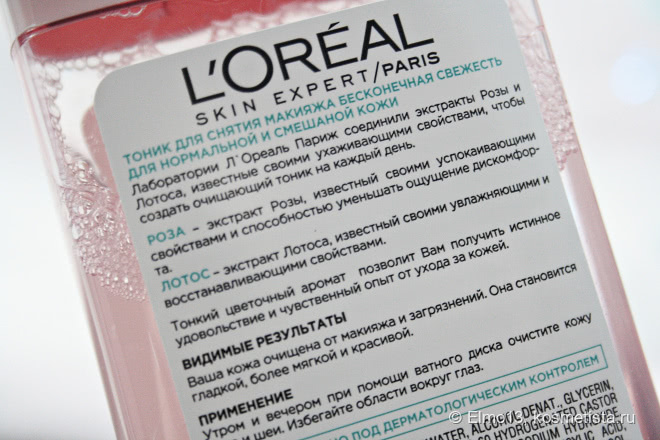 L'ORÉAL
SKIN EXPERT/PARIS
ТОНИК ДЛЯ СНЯТИЯ МАКИЯЖА БЕСКОНЕЧНАЯ СВЕЖЕСТЬ
ДЛЯ НОРМАЛЬНОЙ И СМЕШАНОЙ КОЖИ
Лаборатории Л`Ореаль Париж соединили экстракты Розы и
Лотоса, известные своими ухаживающими свойствами, чтобы
создать очищающий тоник на каждый день.
РОЗА – экстракт Розы, известный своими успокаивающими
свойствами и способностью уменьшать ощущение дискомфор-
та.
ЛОТОС – экстракт Лотоса, известный своими увлажняющими и
восстанавливающими свойствами.
Тонкий цветочный аромат позволит Вам получить истинное
удовольствие и чувственный опыт от ухода за кожей.
ВИДИМЫЕ РЕЗУЛЬТАТЫ
Ваша кожа очищена от макияжа и загрязнений. Она становится
гладкой, более мягкой и красивой.
ПРИМЕНЕНИЕ
Утром и вечером при помощи ватного диска очистите кожу
и шеи. Избегайте области вокруг глаз.
ПОД ДЕРМАТОЛОГИЧЕСКИМ КОНТРОЛЕМ
WATER, ALCOHOL DENAT., GLYCERIN,
HYDROGENATED CASTOR
ACID,
© Elmo13, kosmetista.ru